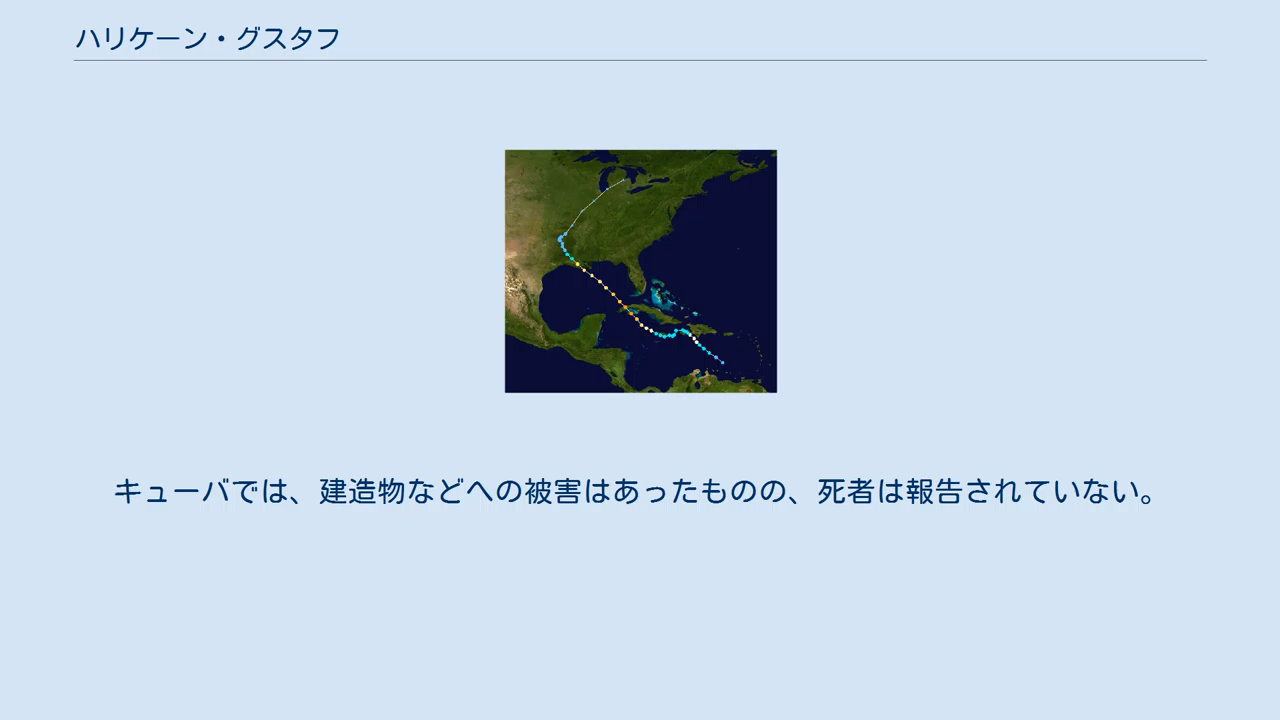 ハリケーン・グスタフ
キューバでは、建造物などへの被害はあったものの、死者は報告されていない。